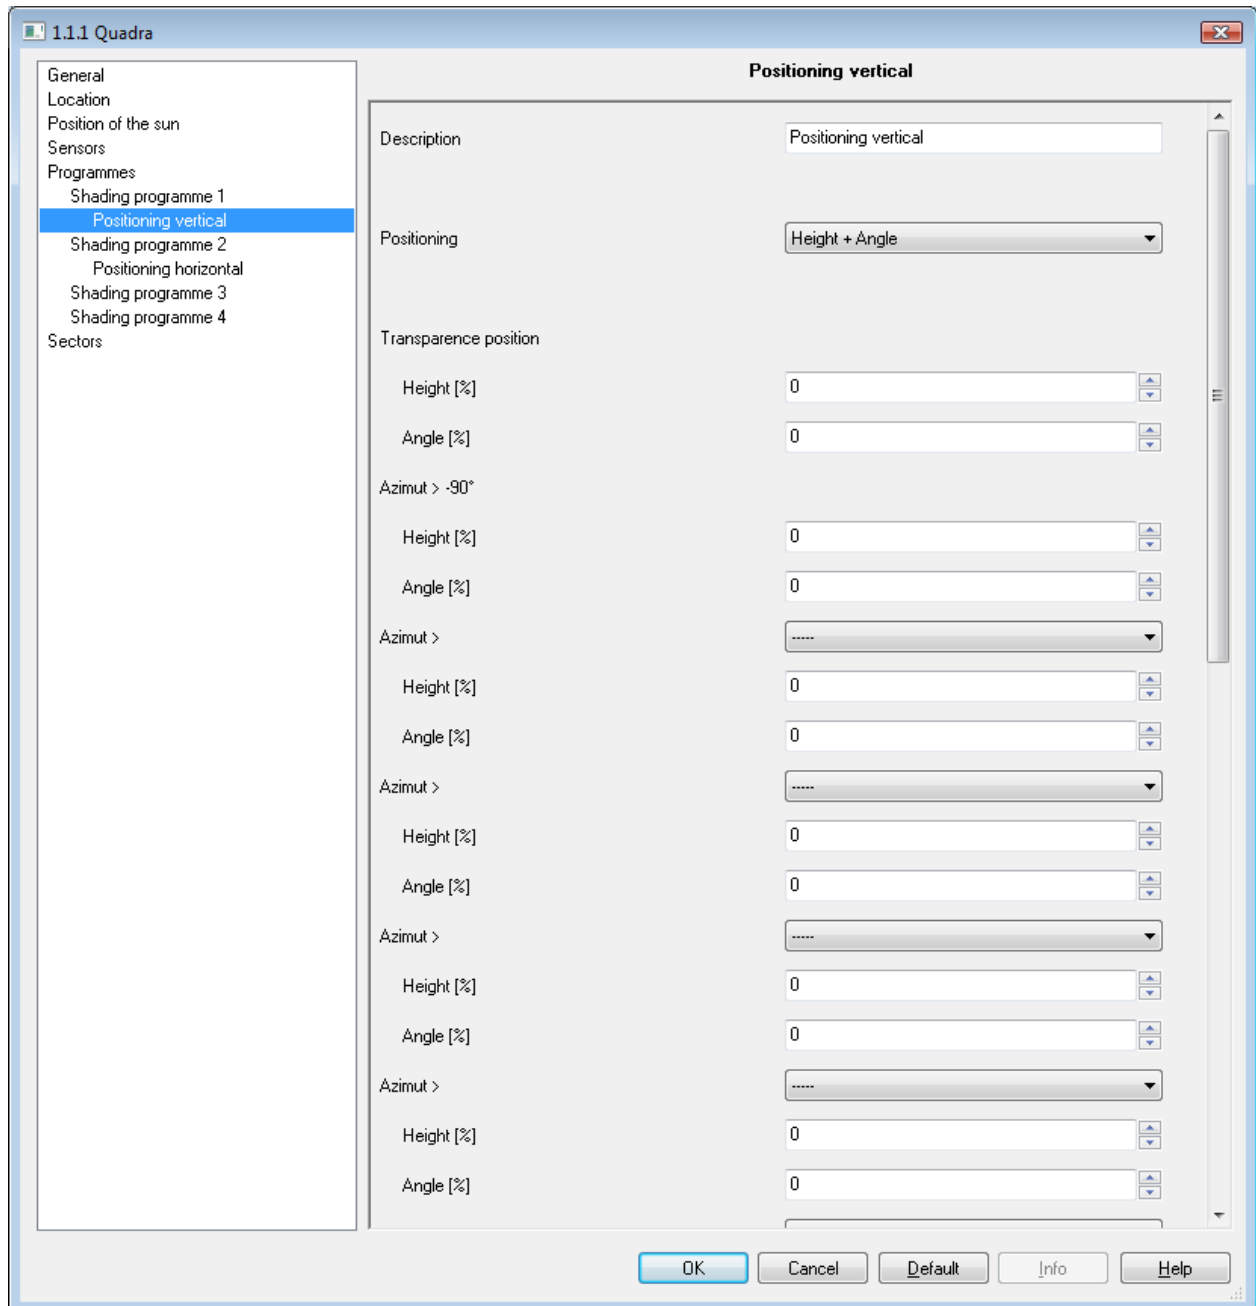 1.1.1 Quadra
General
Location
Position of the sun
Sensors
Programmes
Shading programme 1
Positioning vertical
Shading programme 2
Positioning horizontal
Shading programme 3
Shading programme 4
Sectors
Positioning vertical
Description Positioning vertical
Positioning Height + Angle
Transparence position
Height [%] 0
Angle [%] 0
Azimut > -90°
Height [%] 0
Angle [%] 0
Azimut > -----
Height [%] 0
Angle [%] 0
Azimut > -----
Height [%] 0
Angle [%] 0
Azimut > -----
Height [%] 0
Angle [%] 0
Azimut > -----
Height [%] 0
Angle [%] 0
OK Cancel Default Info Help